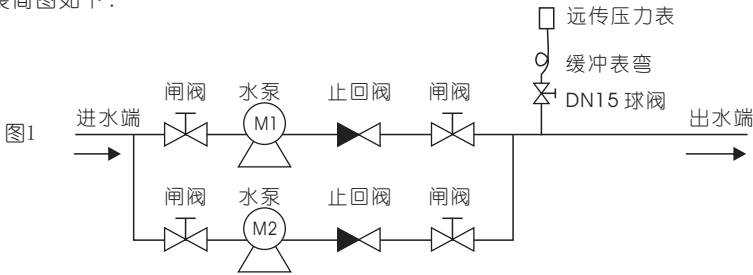 装简图如下：
远传压力表
缓冲表弯
DN15 球阀
闸阀 水泵 止回阀 闸阀
进水端 出水端
图1
M1
闸阀 水泵 止回阀 闸阀
M2